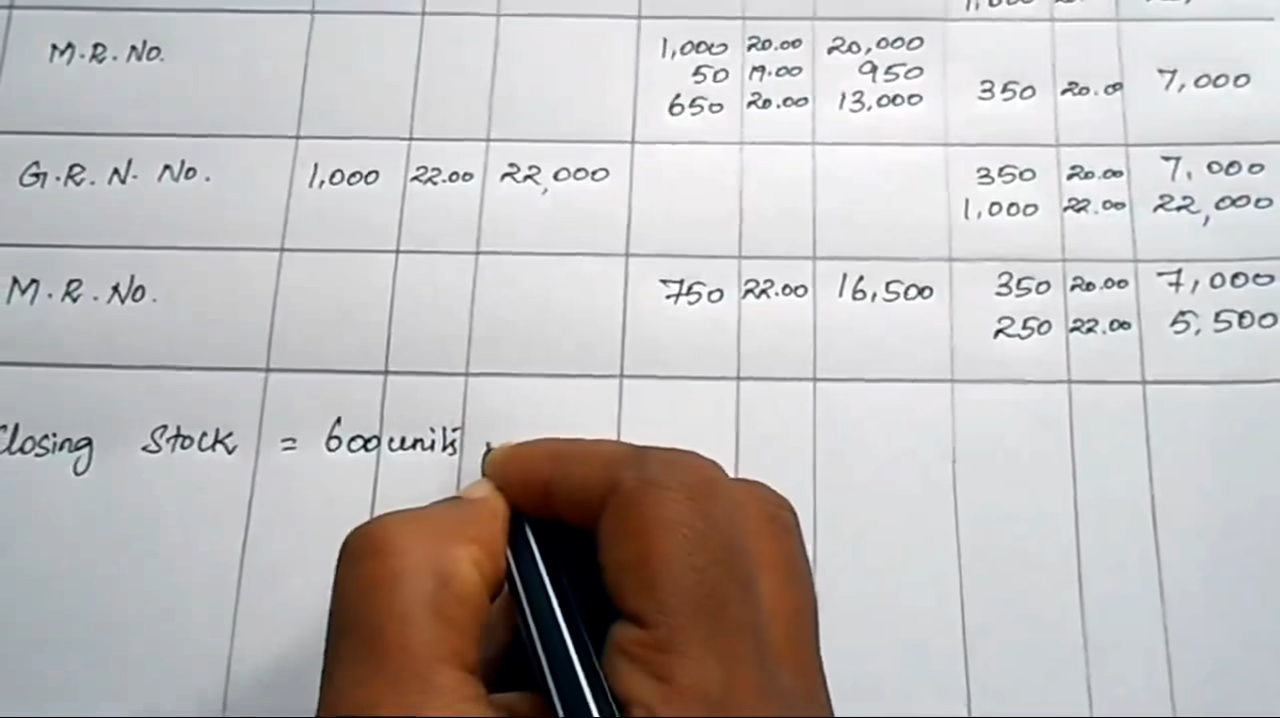 M.R.No. 1,000 20.00 20,000
50 19.00 950
650 20.00 13,000 350 20.00 7,000
G.R.N. No. 1,000 22.00 22,000 350 20.00 7,000
1,000 22.00 22,000
M.R.No. 750 22.00 16,500 350 20.00 7,000
250 22.00 5,500
Closing Stock = 600 units